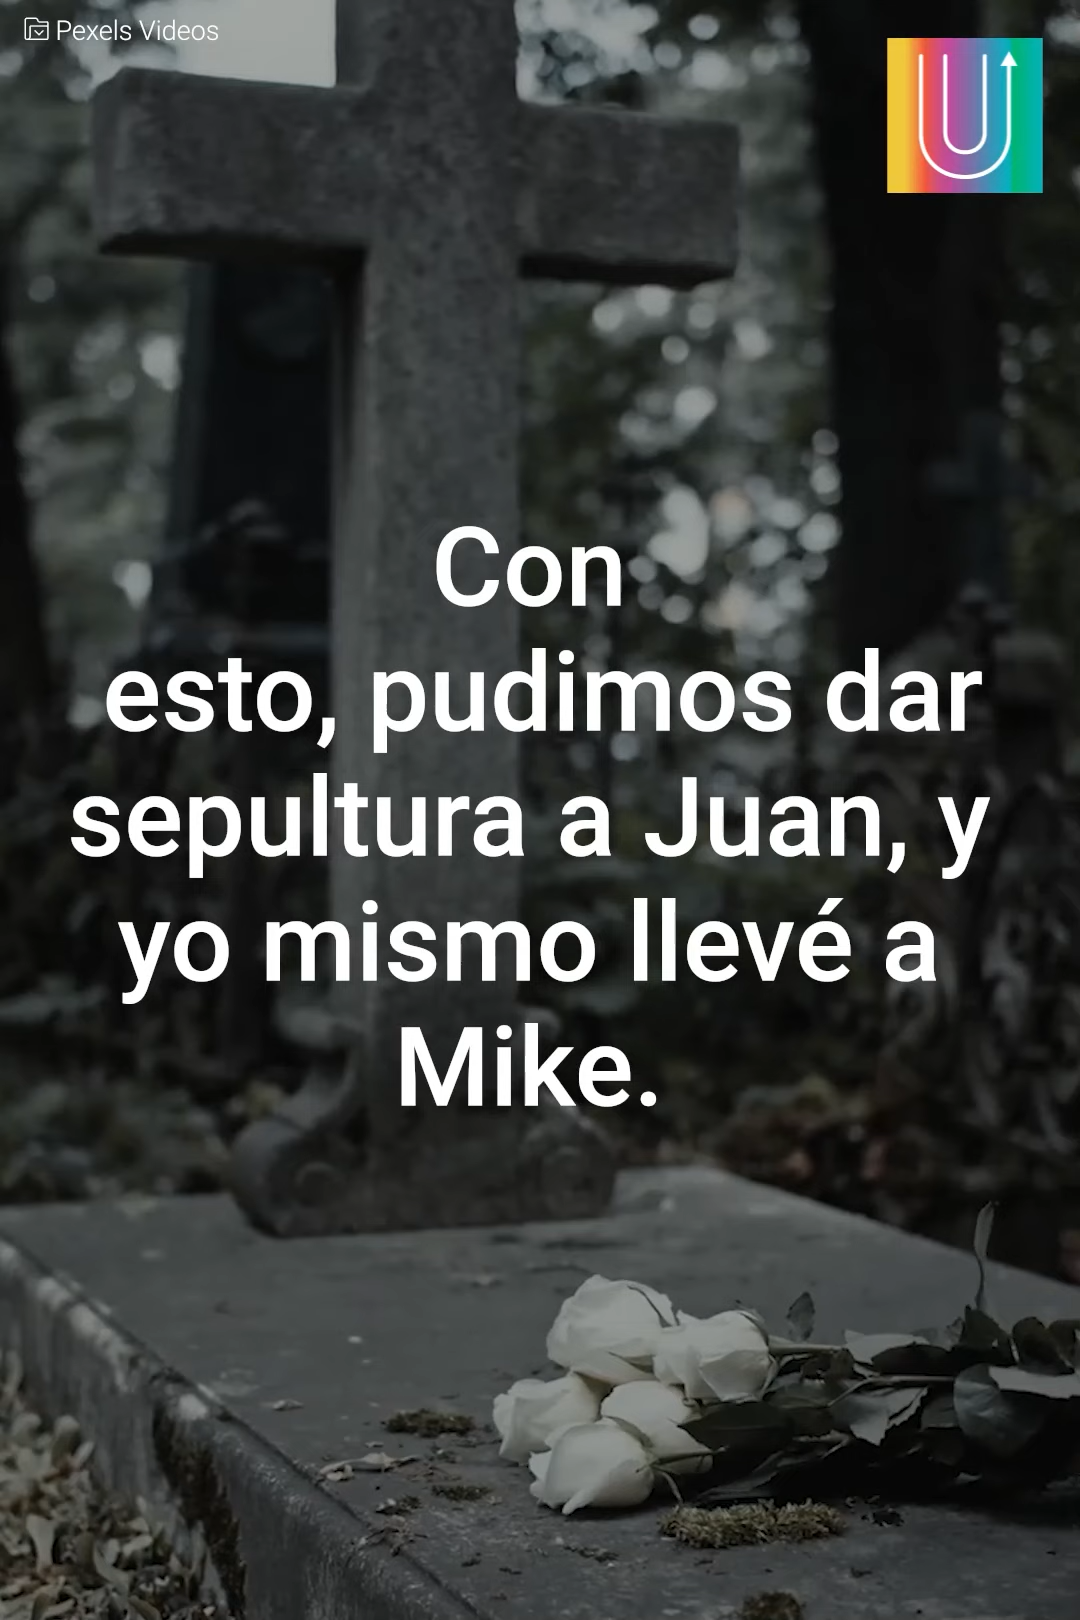 Pexels Videos
U
Con
esto, pudimos dar
sepultura a Juan, y
yo mismo llevé a
Mike.